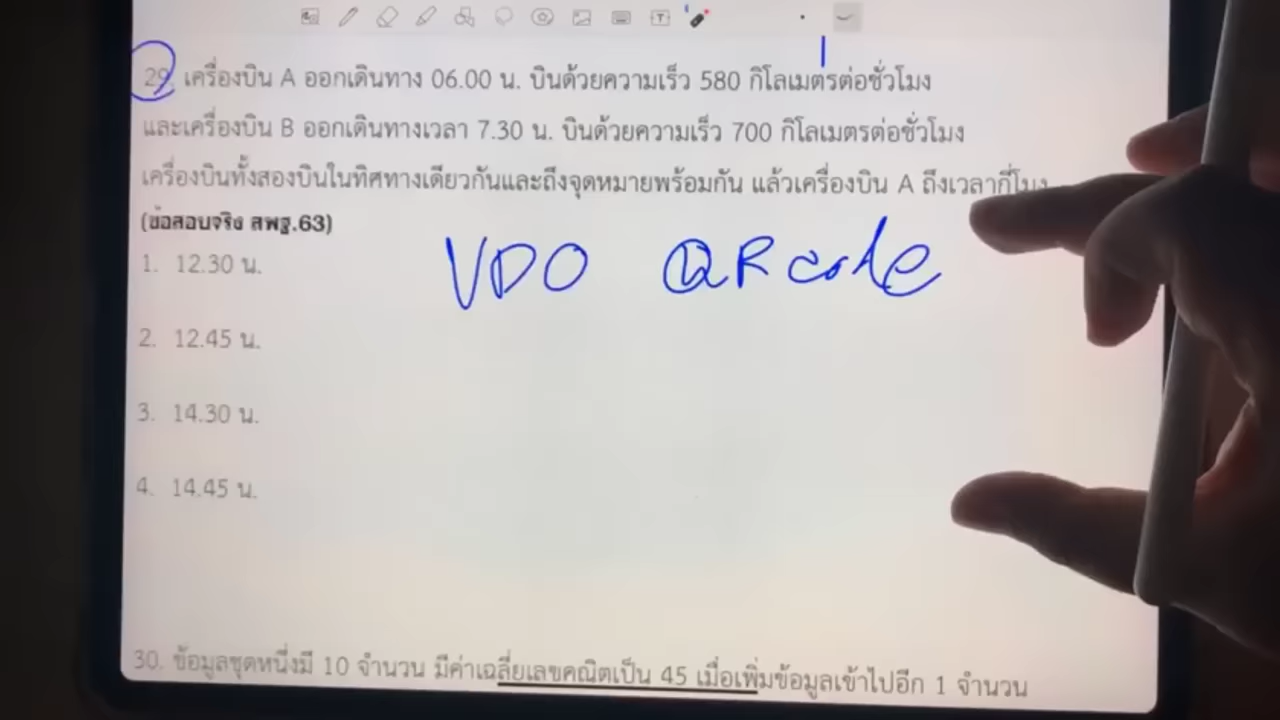 29. เครื่องบิน A ออกเดินทาง 06.00 น. บินด้วยความเร็ว 580 กิโลเมตรต่อชั่วโมง
และเครื่องบิน B ออกเดินทางเวลา 7.30 น. บินด้วยความเร็ว 700 กิโลเมตรต่อชั่วโมง
เครื่องบินทั้งสองบินในทิศทางเดียวกันและถึงจุดหมายพร้อมกัน แล้วเครื่องบิน A ถึงเวลากี่โมง
(ข้อสอบจริง สพฐ.63)
VDO QR code
1. 12.30 น.
2. 12.45 น.
3. 14.30 น.
4. 14.45 น.
30. ข้อมูลชุดหนึ่งมี 10 จำนวน มีค่าเฉลี่ยเลขคณิตเป็น 45 เมื่อเพิ่มข้อมูลเข้าไปอีก 1 จำนวน